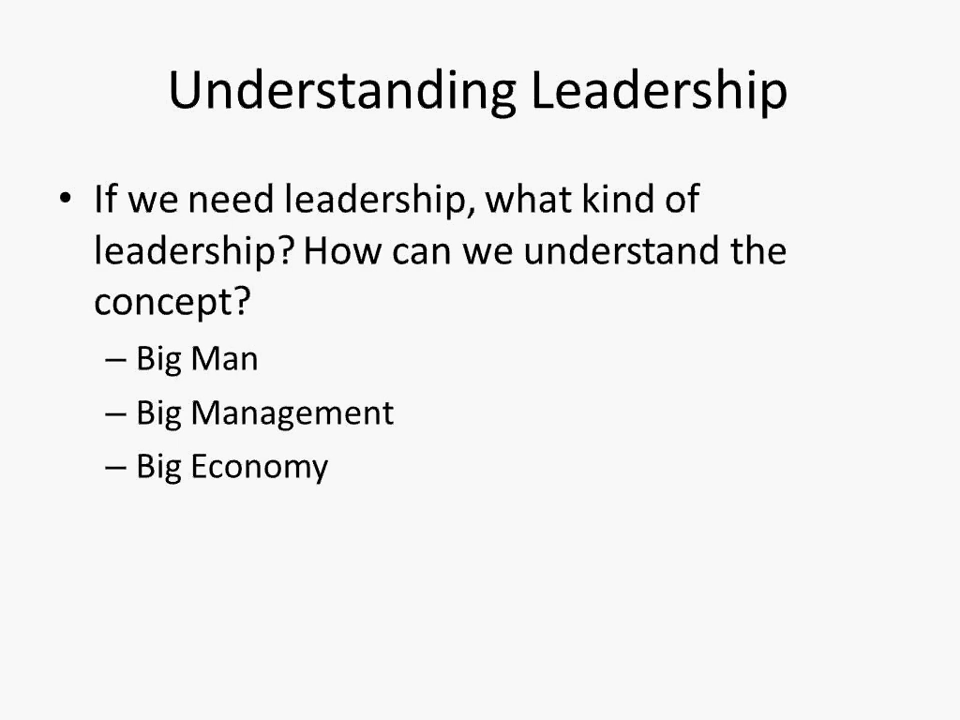 Understanding Leadership
• If we need leadership, what kind of
leadership? How can we understand the
concept?
– Big Man
– Big Management
– Big Economy